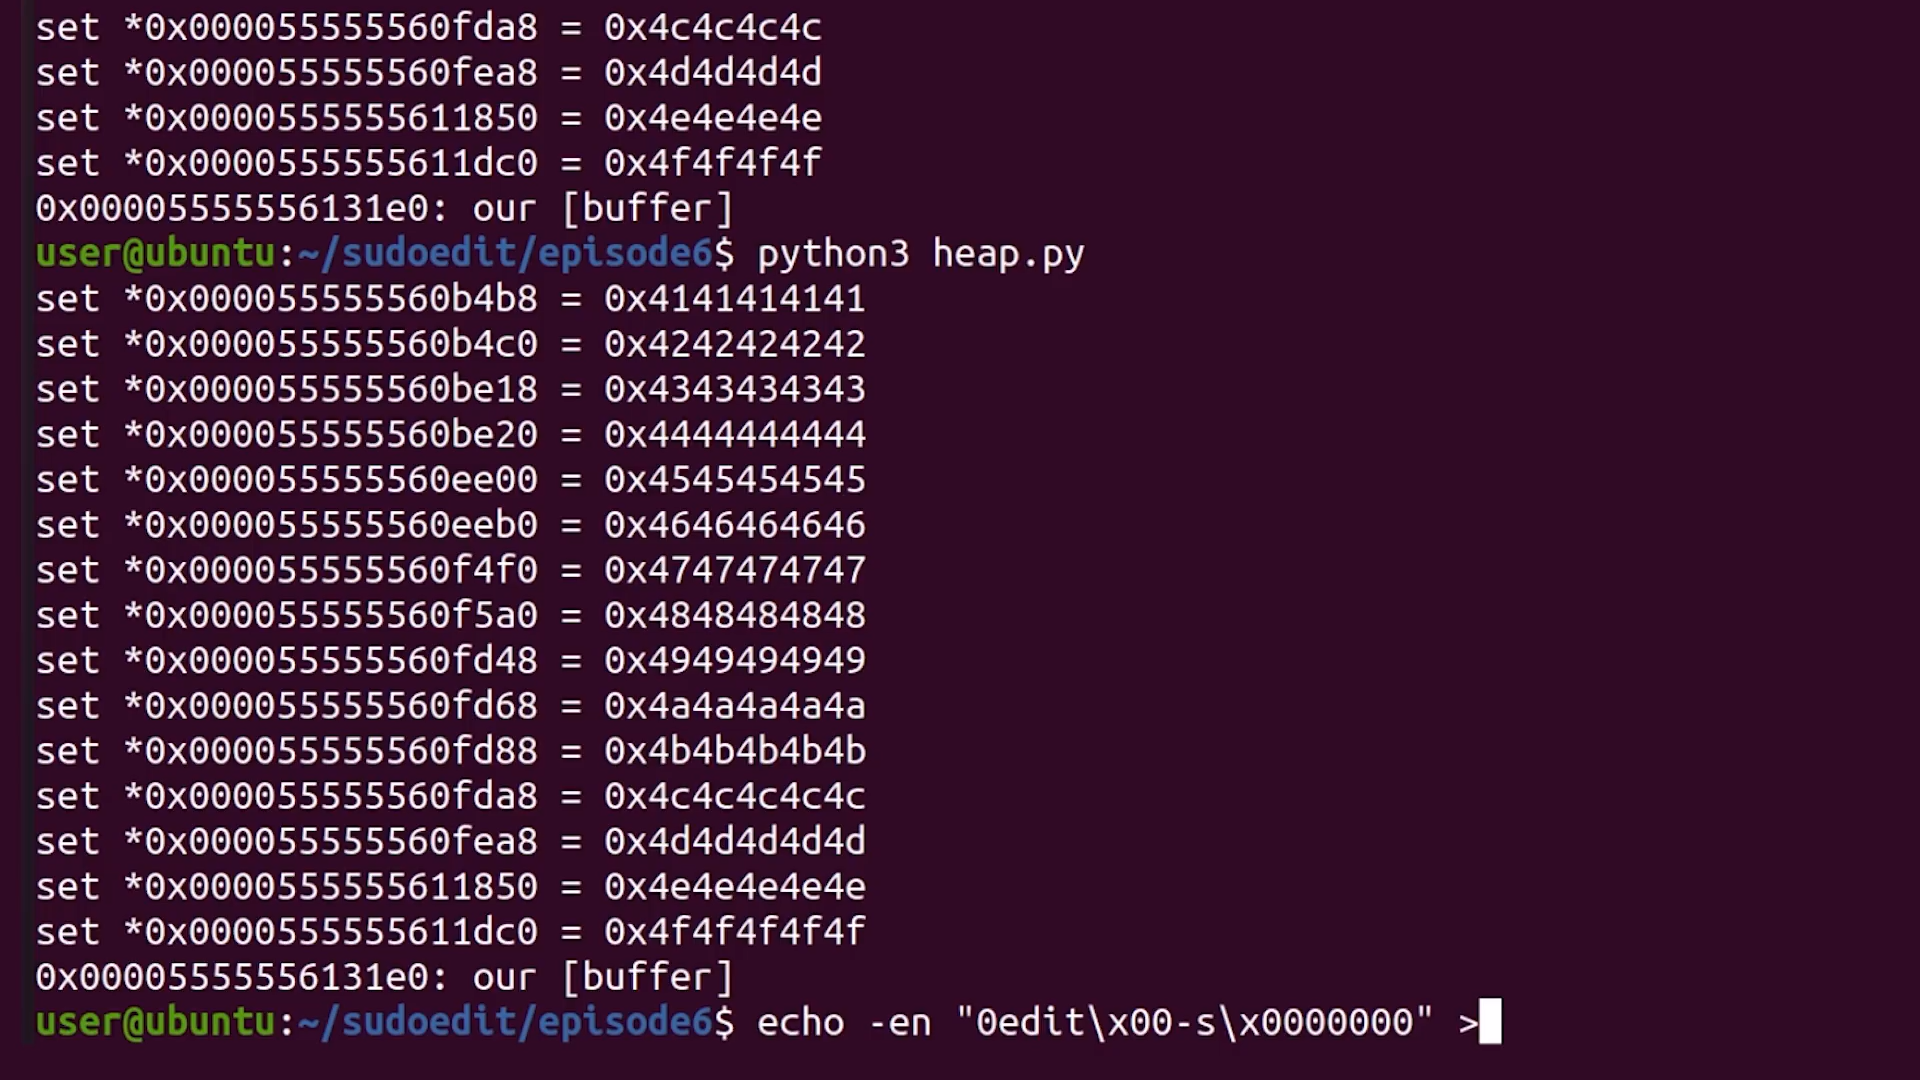 set *0x000055555560fda8 = 0x4c4c4c4c
set *0x000055555560fea8 = 0x4d4d4d4d
set *0x0000555555611850 = 0x4e4e4e4e
set *0x0000555555611dc0 = 0x4f4f4f4f
0x00005555556131e0: our [buffer]
user@ubuntu:~/sudoedit/episode6$ python3 heap.py
set *0x000055555560b4b8 = 0x4141414141
set *0x000055555560b4c0 = 0x4242424242
set *0x000055555560be18 = 0x4343434343
set *0x000055555560be20 = 0x4444444444
set *0x000055555560ee00 = 0x4545454545
set *0x000055555560eeb0 = 0x4646464646
set *0x000055555560f4f0 = 0x4747474747
set *0x000055555560f5a0 = 0x4848484848
set *0x000055555560fd48 = 0x4949494949
set *0x000055555560fd68 = 0x4a4a4a4a4a
set *0x000055555560fd88 = 0x4b4b4b4b4b
set *0x000055555560fda8 = 0x4c4c4c4c4c
set *0x000055555560fea8 = 0x4d4d4d4d4d
set *0x0000555555611850 = 0x4e4e4e4e4e
set *0x0000555555611dc0 = 0x4f4f4f4f4f
0x00005555556131e0: our [buffer]
user@ubuntu:~/sudoedit/episode6$ echo -en "0edit\x00-s\x0000000" >